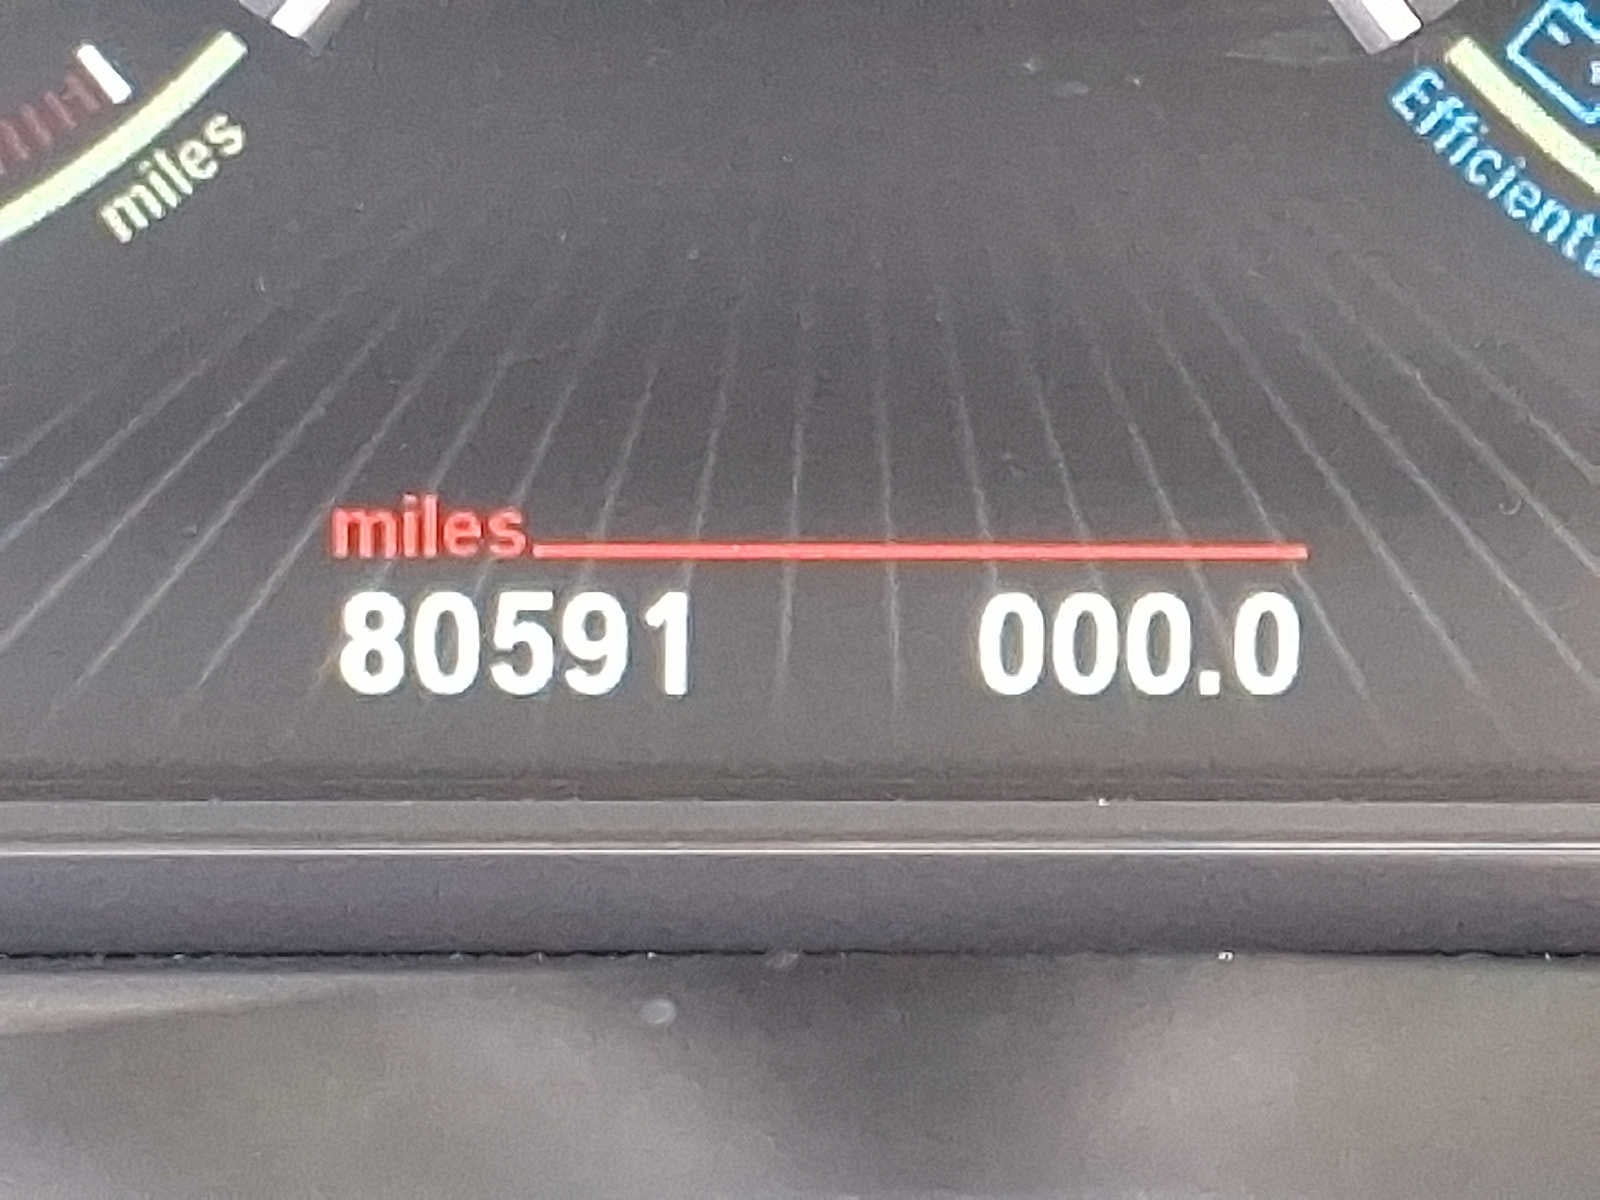 miles
Efficient
miles
80591 000.0